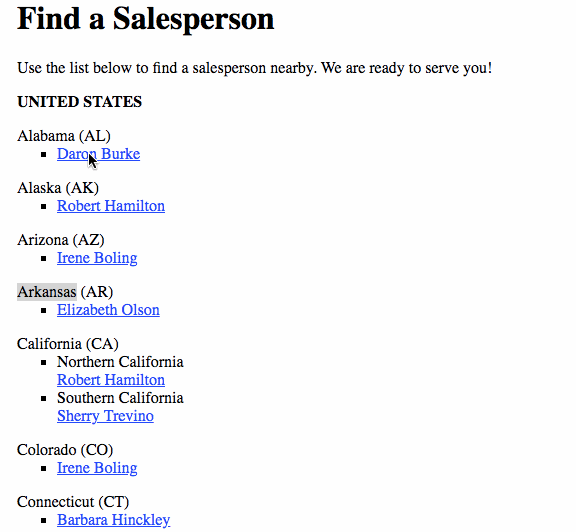 Find a Salesperson
Use the list below to find a salesperson nearby. We are ready to serve you!
UNITED STATES
Alabama (AL)
Daron Burke
Alaska (AK)
Robert Hamilton
Arizona (AZ)
Irene Boling
Arkansas (AR)
Elizabeth Olson
California (CA)
Northern California
Robert Hamilton
Southern California
Sherry Trevino
Colorado (CO)
Irene Boling
Connecticut (CT)
Barbara Hinckley